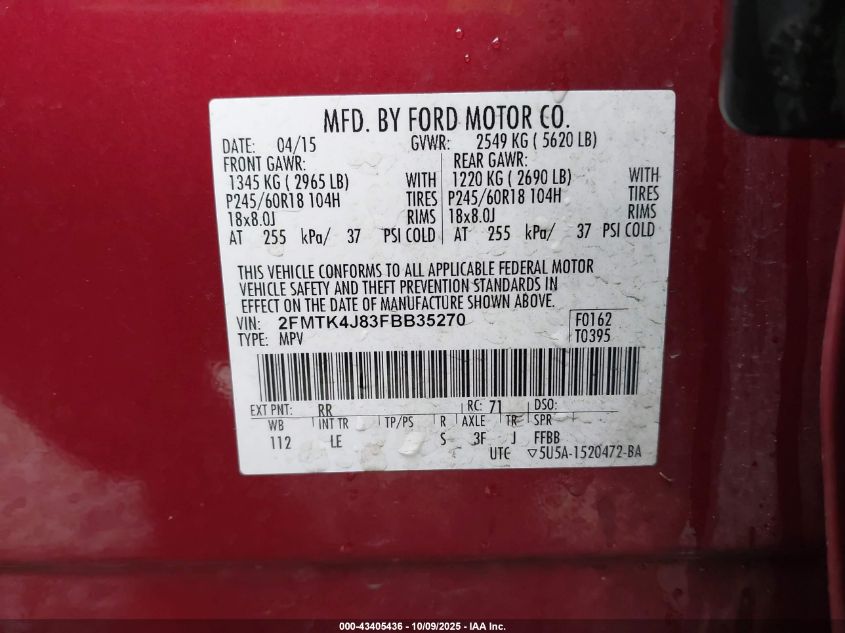 MFD. BY FORD MOTOR CO.
DATE: 04/15 GVWR: 2549 KG ( 5620 LB)
FRONT GAWR: REAR GAWR:
1345 KG ( 2965 LB) WITH 1220 KG ( 2690 LB) WITH
P245/60R18 104H TIRES P245/60R18 104H TIRES
18x8.0J RIMS 18x8.0J RIMS
AT 255 kPa/ 37 PSI COLD AT 255 kPa/ 37 PSI COLD
THIS VEHICLE CONFORMS TO ALL APPLICABLE FEDERAL MOTOR
VEHICLE SAFETY AND THEFT PREVENTION STANDARDS IN
EFFECT ON THE DATE OF MANUFACTURE SHOWN ABOVE.
VIN: 2FMTK4J83FBB35270 F0162
TYPE: MPV T0395
EXT PNT: RR RC: 71 DSO:
WB INT TR TP/PS R AXLE TR SPR
112 LE S 3F J FFBB
UTC ▽5U5A-1520472-BA
000-43405436 - 10/09/2025 - IAA Inc.